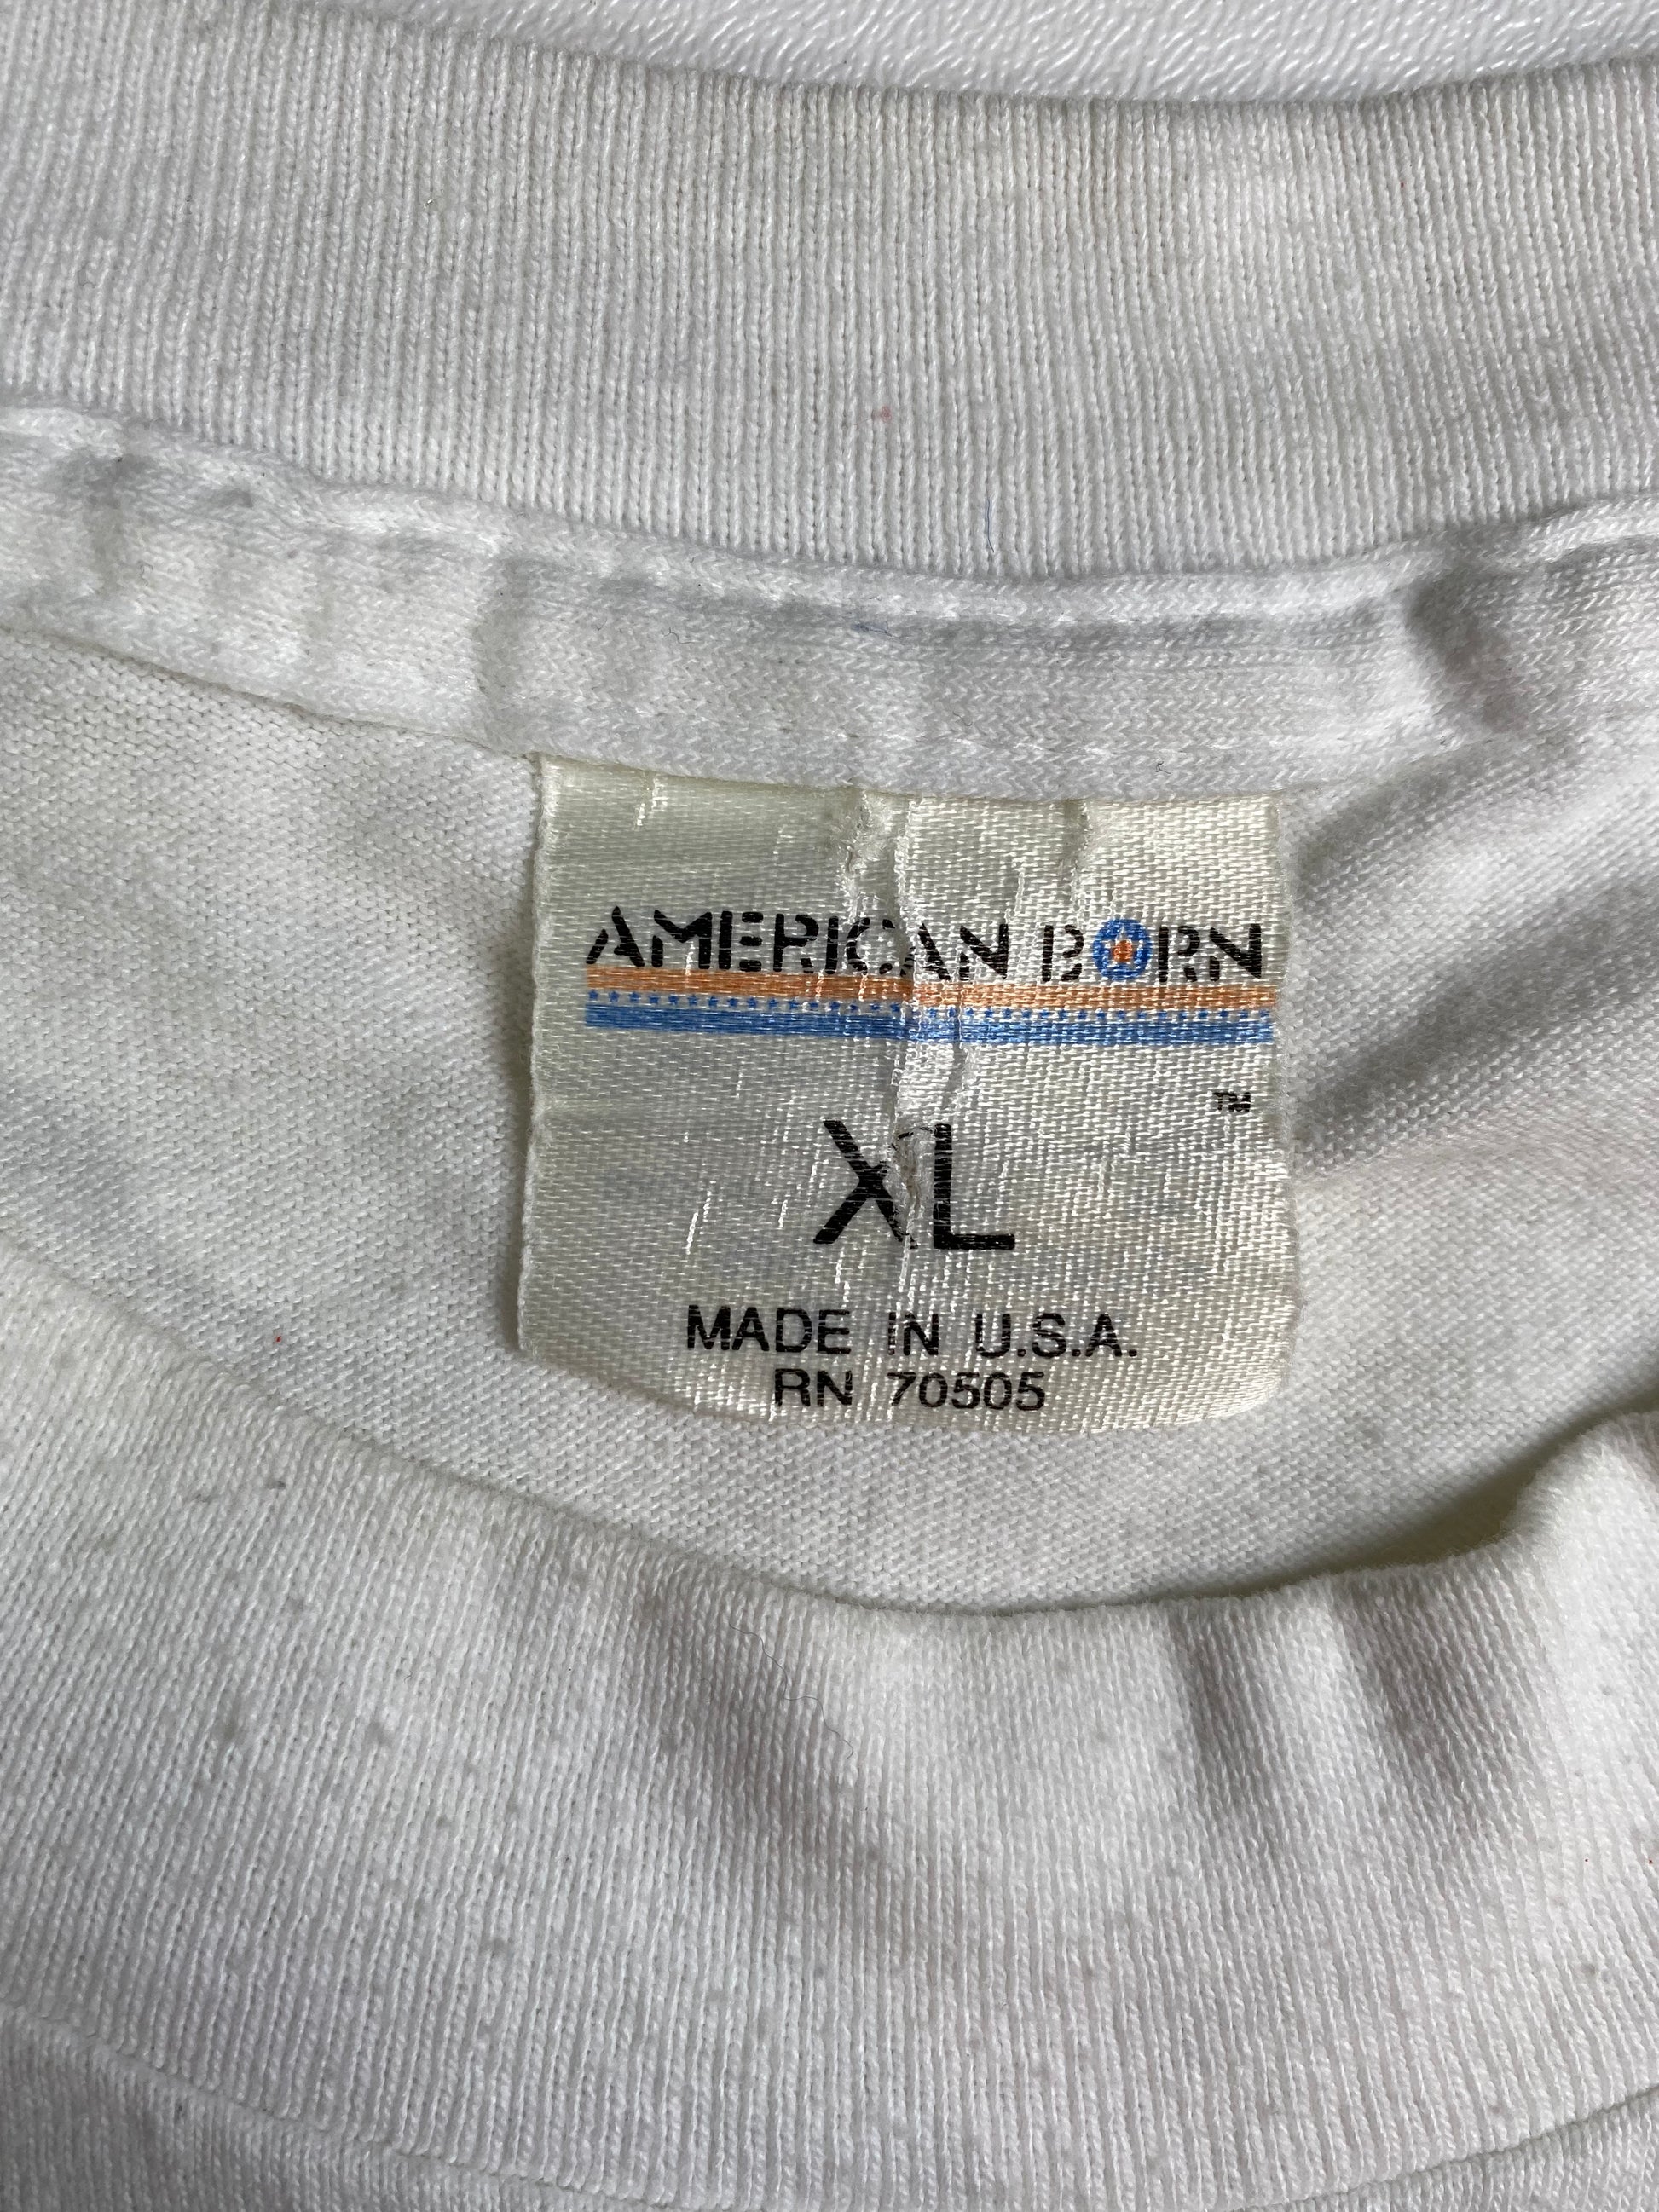 AMERICAN BORN
TM
XL
MADE IN U.S.A.
RN 70505